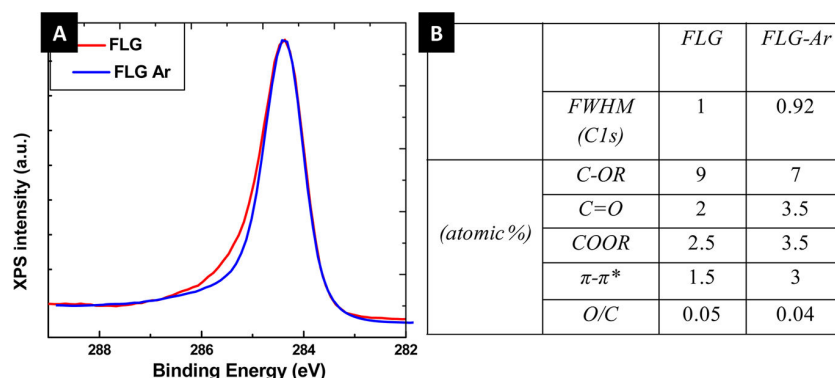 A
FLG
FLG Ar
XPS intensity (a.u.)
288 286 284 282
Binding Energy (eV)
B
FLG FLG-Ar
FWHM (C1s) 1 0.92
(atomic%)
C-OR 9 7
C=O 2 3.5
COOR 2.5 3.5
π-π* 1.5 3
O/C 0.05 0.04